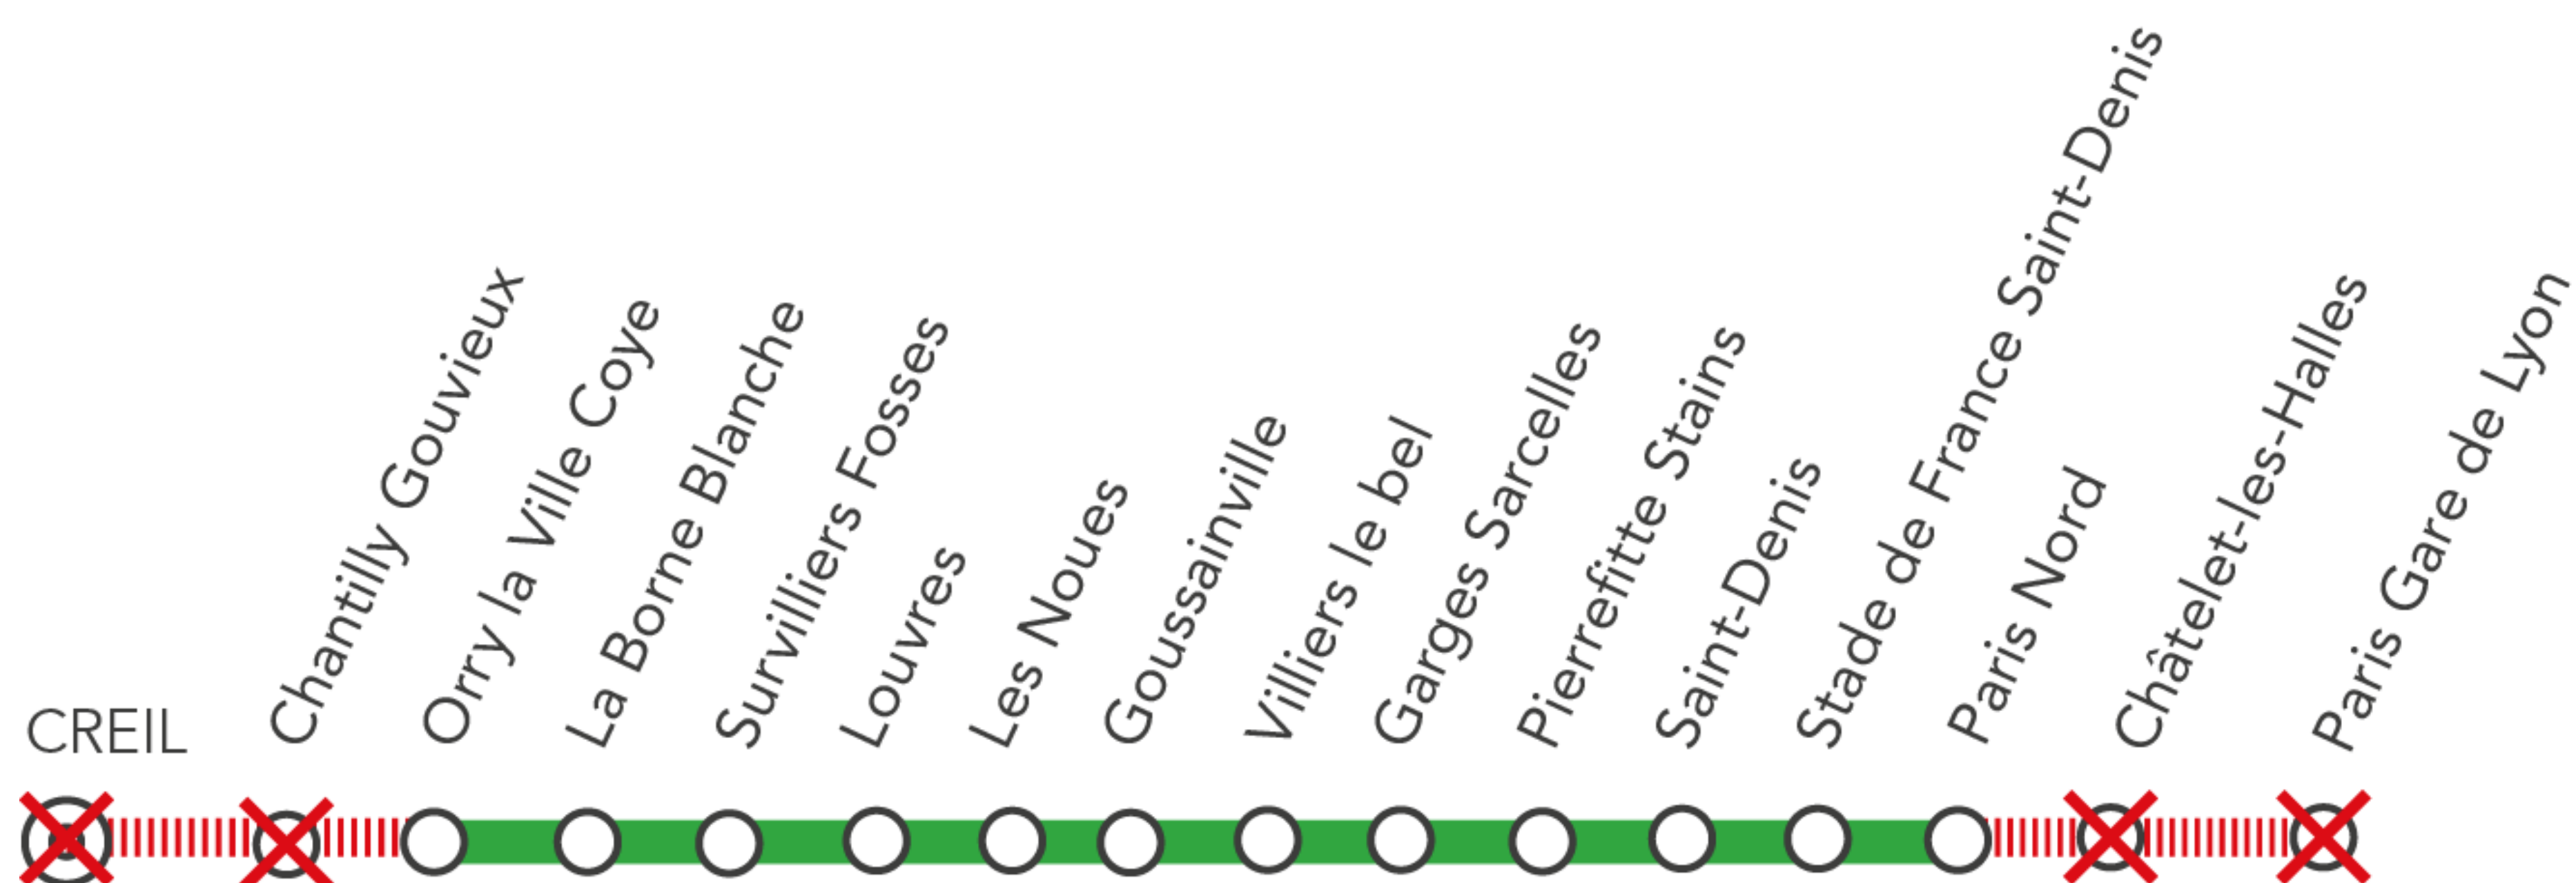 CREIL
Chantilly Gouvieux
Orry la Ville Coye
La Borne Blanche
Survilliers Fosses
Louvres
Les Noues
Goussainville
Villiers le bel
Garges Sarcelles
Pierrefitte Stains
Saint-Denis
Stade de France Saint-Denis
Paris Nord
Châtelet-les-Halles
Paris Gare de Lyon